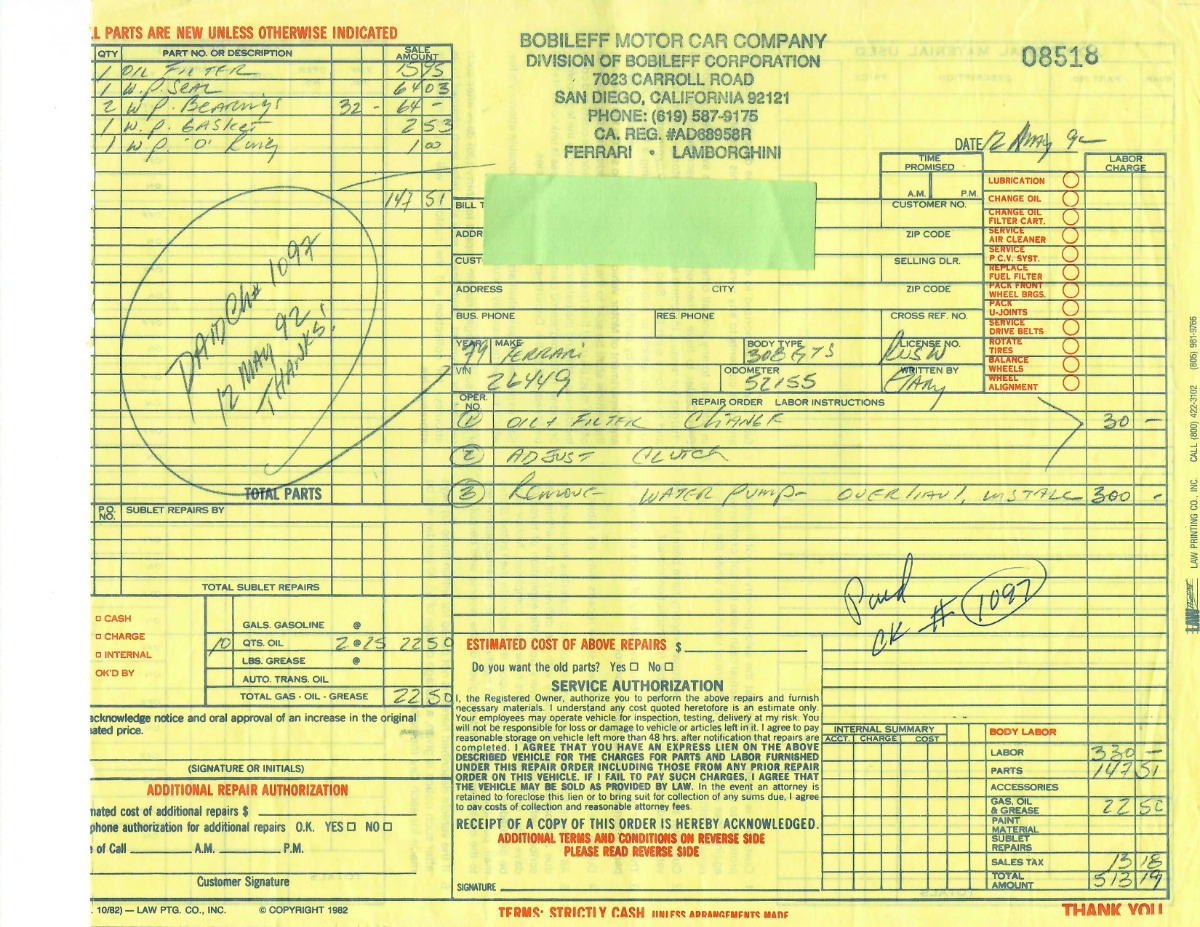 LL PARTS ARE NEW UNLESS OTHERWISE INDICATED
QTY PART NO. OR DESCRIPTION SALE AMOUNT
1 OIL FILTER 15 95
1 W.P. SEAL 64 03
2 W.P. BEARINGS 32 - 64 -
1 W.P. GASKET 2 53
1 W.P. "O" RING 1 00
147 51
PAID CH# 1097
12 MAY 92
THANKS!
TOTAL PARTS
P.O. NO. SUBLET REPAIRS BY
TOTAL SUBLET REPAIRS
CASH
CHARGE
INTERNAL
OK'D BY
GALS. GASOLINE @
10 QTS. OIL 2 @ 25 22 50
LBS. GREASE @
AUTO. TRANS. OIL
TOTAL GAS - OIL - GREASE 22 50
acknowledge notice and oral approval of an increase in the original
ated price.
(SIGNATURE OR INITIALS)
ADDITIONAL REPAIR AUTHORIZATION
mated cost of additional repairs $
phone authorization for additional repairs O.K. YES NO
e of Call A.M. P.M.
Customer Signature
. 10/82) — LAW PTG. CO., INC. © COPYRIGHT 1982
BOBILEFF MOTOR CAR COMPANY
DIVISION OF BOBILEFF CORPORATION
7023 CARROLL ROAD
SAN DIEGO, CALIFORNIA 92121
PHONE: (619) 587-9175
CA. REG. #AD68958R
FERRARI • LAMBORGHINI
08518
DATE 12 MAY 92
TIME PROMISED
A.M. P.M.
LABOR CHARGE
BILL T
CUSTOMER NO.
ADDR
ZIP CODE
CUST
SELLING DLR.
ADDRESS CITY ZIP CODE
BUS. PHONE RES. PHONE CROSS REF. NO.
YEAR 79 MAKE FERRARI BODY TYPE 308 GTS LICENSE NO.
VIN 26449 ODOMETER 52155 WRITTEN BY GARY
LUBRICATION
CHANGE OIL
CHANGE OIL FILTER CART.
SERVICE AIR CLEANER
SERVICE P.C.V. SYST.
REPLACE FUEL FILTER
PACK FRONT WHEEL BRGS.
PACK U-JOINTS
SERVICE DRIVE BELTS
ROTATE TIRES
BALANCE WHEELS
WHEEL ALIGNMENT
OPER. NO. REPAIR ORDER LABOR INSTRUCTIONS
1 OIL + FILTER CHANGE 30 -
2 ADJUST CLUTCH
3 REMOVE WATER PUMP - OVERHAUL, INSTALL 300 -
Paid
CK # 1097
ESTIMATED COST OF ABOVE REPAIRS $
Do you want the old parts? Yes No
SERVICE AUTHORIZATION
I, the Registered Owner, authorize you to perform the above repairs and furnish
necessary materials. I understand any cost quoted heretofore is an estimate only.
Your employees may operate vehicle for inspection, testing, delivery at my risk. You
will not be responsible for loss or damage to vehicle or articles left in it. I agree to pay
reasonable storage on vehicle left more than 48 hrs. after notification that repairs are
completed. I AGREE THAT YOU HAVE AN EXPRESS LIEN ON THE ABOVE
DESCRIBED VEHICLE FOR THE CHARGES FOR PARTS AND LABOR FURNISHED
UNDER THIS REPAIR ORDER INCLUDING THOSE FROM ANY PRIOR REPAIR
ORDER ON THIS VEHICLE. IF I FAIL TO PAY SUCH CHARGES, I AGREE THAT
THE VEHICLE MAY BE SOLD AS PROVIDED BY LAW. In the event an attorney is
retained to foreclose this lien or to bring suit for collection of any sums due, I agree
to pay costs of collection and reasonable attorney fees.
RECEIPT OF A COPY OF THIS ORDER IS HEREBY ACKNOWLEDGED.
ADDITIONAL TERMS AND CONDITIONS ON REVERSE SIDE
PLEASE READ REVERSE SIDE
SIGNATURE
TERMS: STRICTLY CASH UNLESS ARRANGEMENTS MADE
INTERNAL SUMMARY
ACCT. CHARGE COST
BODY LABOR
LABOR 330 -
PARTS 147 51
ACCESSORIES
GAS, OIL & GREASE 22 50
PAINT MATERIAL
SUBLET REPAIRS
SALES TAX 13 18
TOTAL AMOUNT 513 19
THANK YOU
LAW PRINTING CO., INC. CALL (800) 422-3102 (805) 981-9766